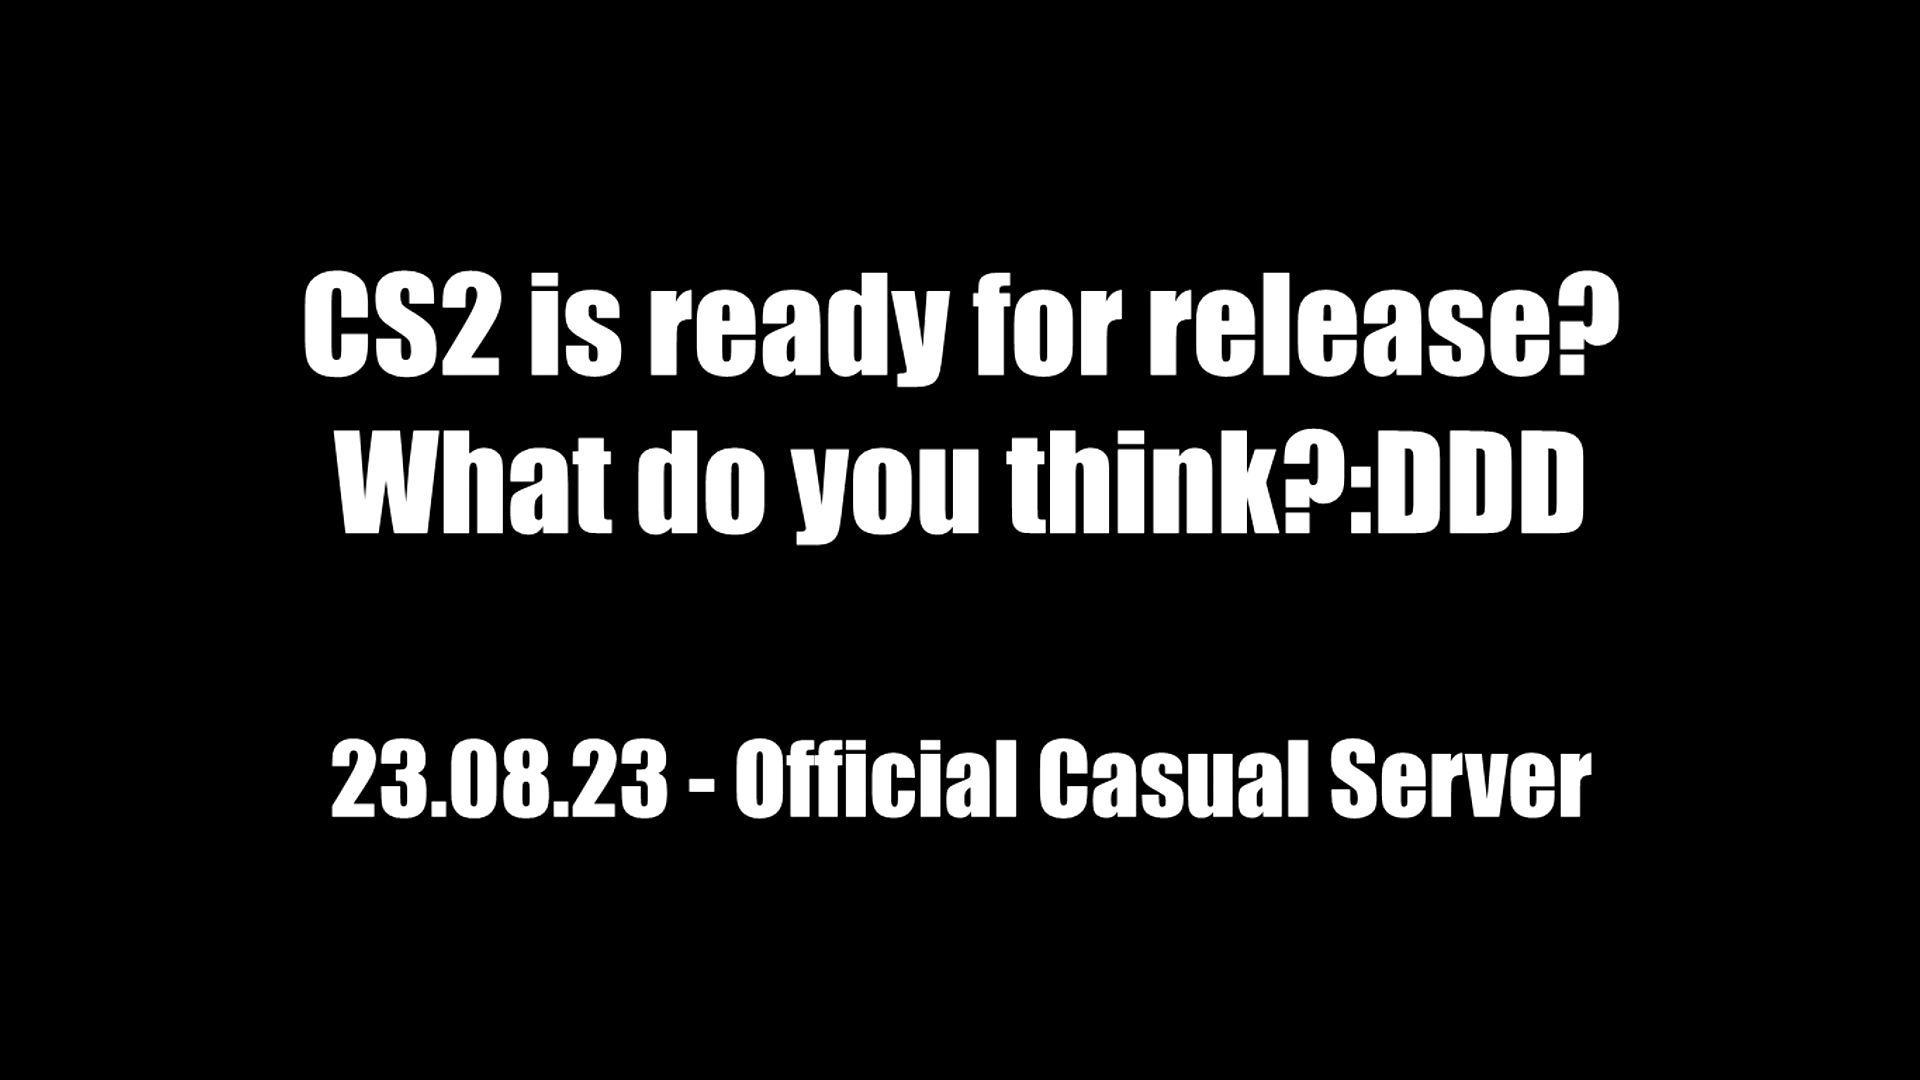 CS2 is ready for release?
What do you think?:DDD
23.08.23 - Official Casual Server